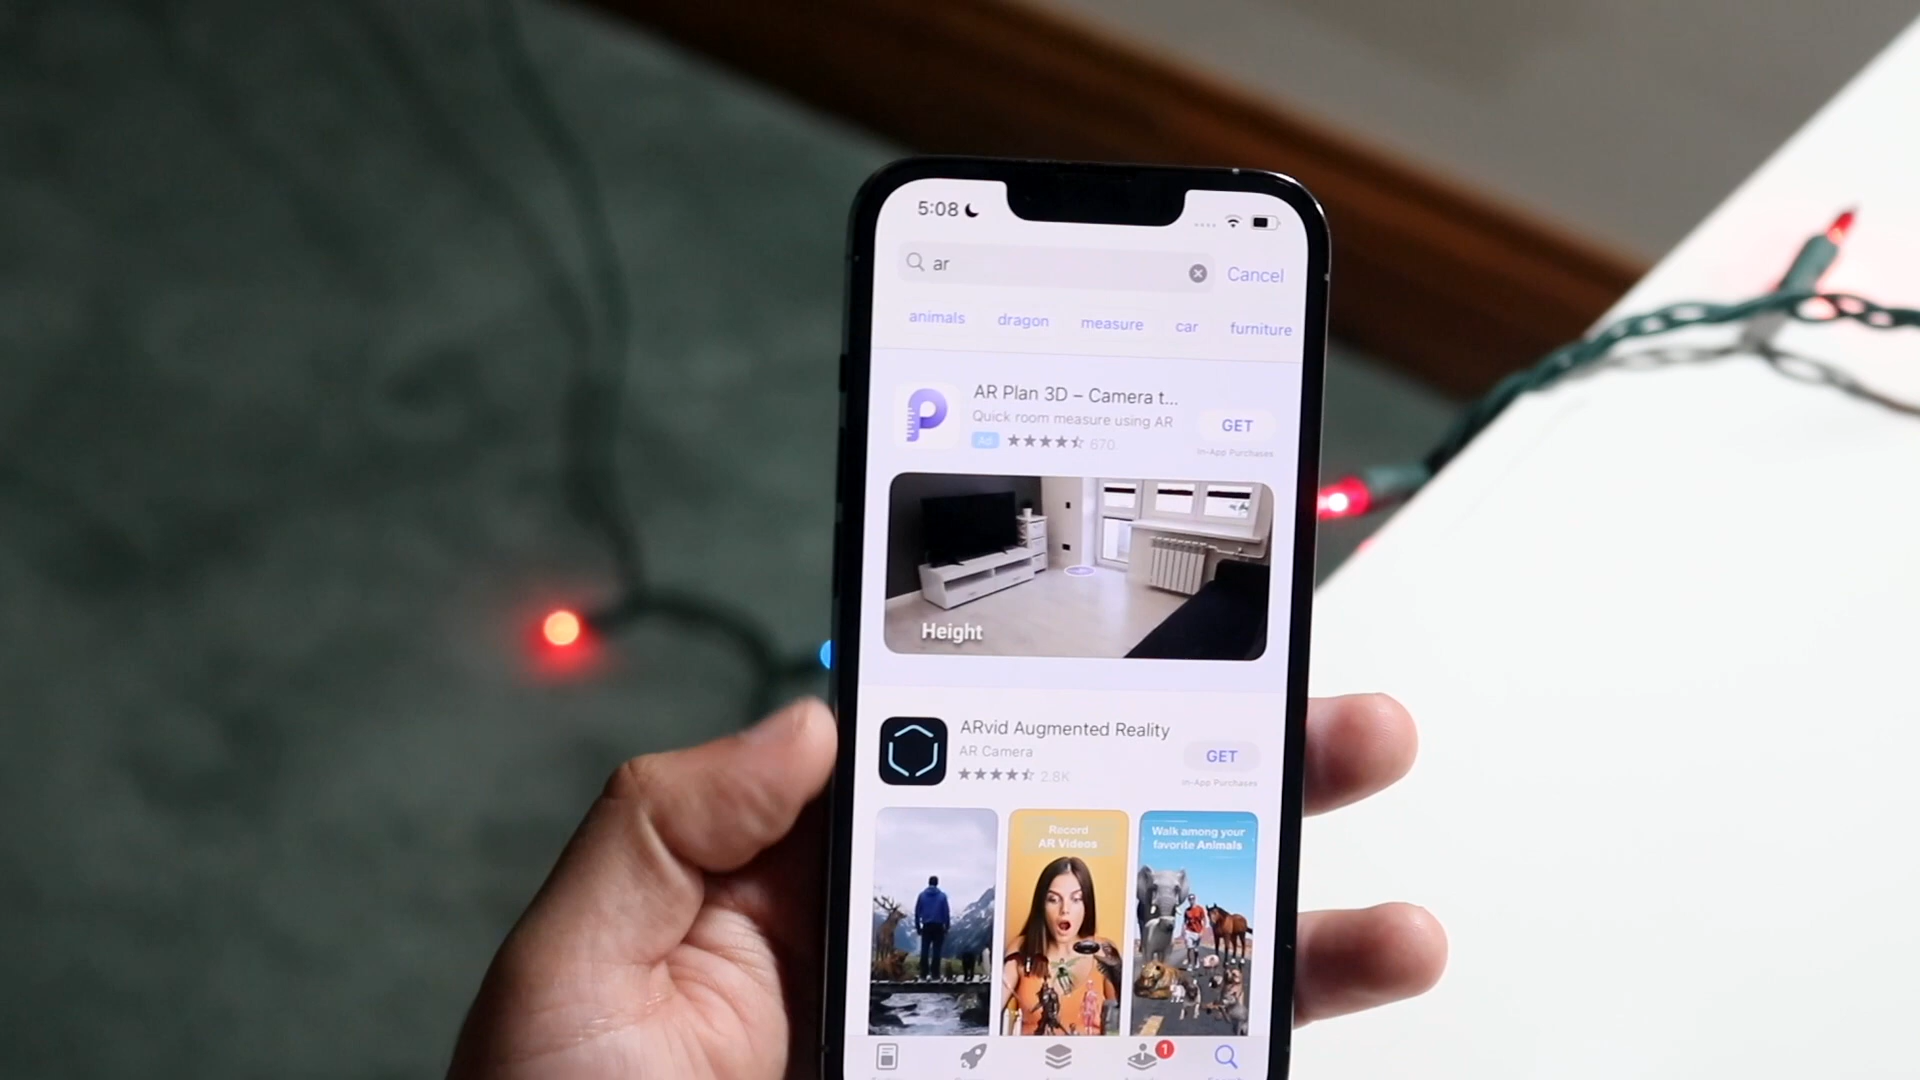 5:08
ar
Cancel
animals dragon measure car furniture
AR Plan 3D – Camera t...
Quick room measure using AR
Ad 670
GET
In-App Purchases
Height
ARvid Augmented Reality
AR Camera
2.8K
GET
In-App Purchases
Record
AR Videos
Walk among your
favorite Animals
1